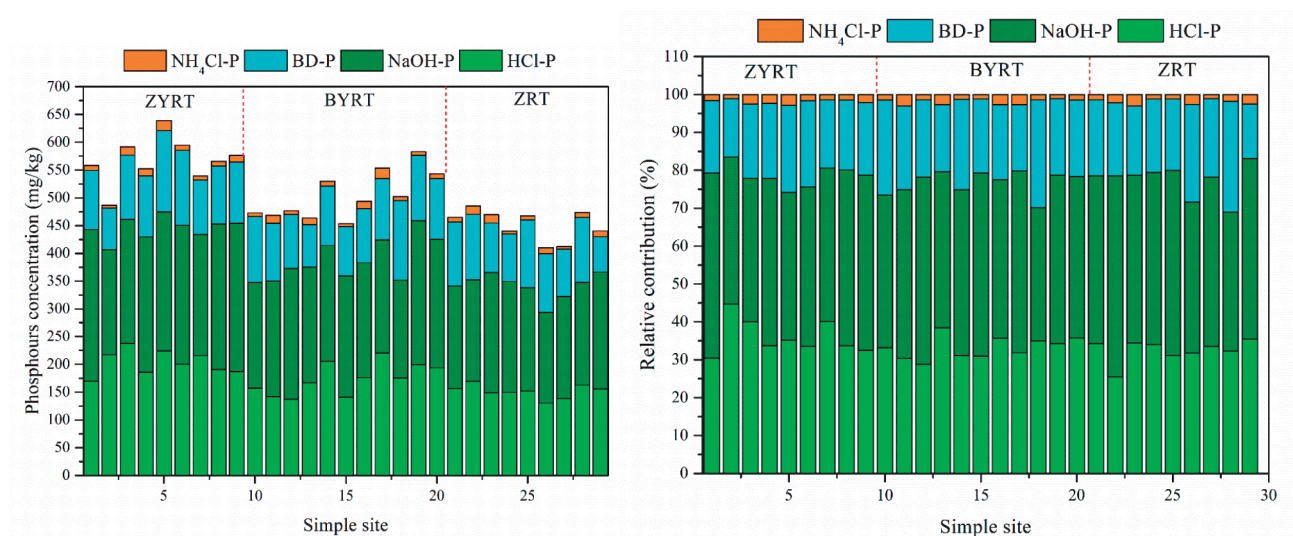 NH4Cl-P BD-P NaOH-P HCl-P
700
650
600
550
500
450
400
350
300
250
200
150
100
50
0
Phosphours concentration (mg/kg)
ZYRT BYRT ZRT
5 10 15 20 25
Simple site
NH4Cl-P BD-P NaOH-P HCl-P
110
100
90
80
70
60
50
40
30
20
10
0
Relative contribution (%)
ZYRT BYRT ZRT
5 10 15 20 25 30
Simple site